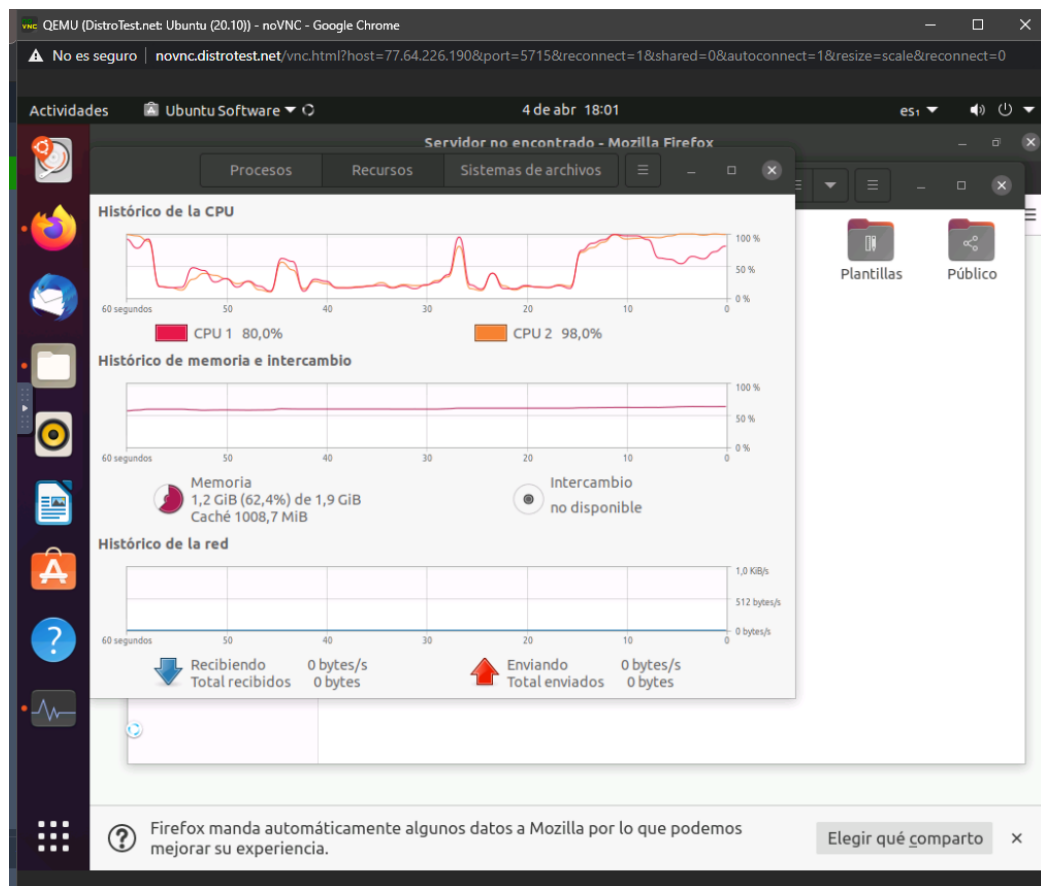 QEMU (DistroTest.net: Ubuntu (20.10)) - noVNC - Google Chrome
No es seguro | novnc.distrotest.net/vnc.html?host=77.64.226.190&port=5715&reconnect=1&shared=0&autoconnect=1&resize=scale&reconnect=0
Actividades Ubuntu Software 4 de abr 18:01 es₁
Servidor no encontrado - Mozilla Firefox
Procesos Recursos Sistemas de archivos
Plantillas Público
Histórico de la CPU
100 %
50 %
0 %
60 segundos 50 40 30 20 10 0
CPU 1 80,0% CPU 2 98,0%
Histórico de memoria e intercambio
100 %
50 %
0 %
60 segundos 50 40 30 20 10 0
Memoria
1,2 GiB (62,4%) de 1,9 GiB
Caché 1008,7 MiB
Intercambio
no disponible
Histórico de la red
1,0 KiB/s
512 bytes/s
0 bytes/s
60 segundos 50 40 30 20 10 0
Recibiendo 0 bytes/s
Total recibidos 0 bytes
Enviando 0 bytes/s
Total enviados 0 bytes
Firefox manda automáticamente algunos datos a Mozilla por lo que podemos
mejorar su experiencia.
Elegir qué comparto